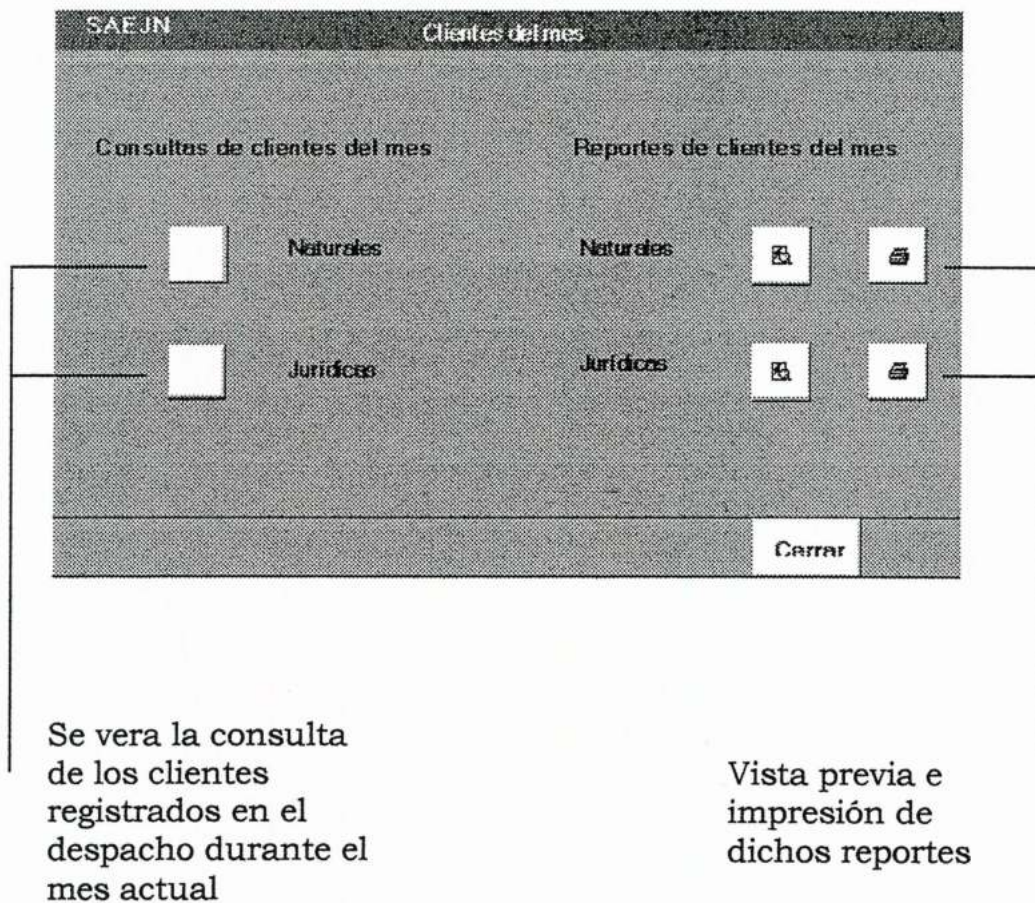 SAEJN
Clientes del mes
Consultas de clientes del mes
Reportes de clientes del mes
Naturales
Naturales
Jurídicas
Jurídicas
Cerrar
Se vera la consulta
de los clientes
registrados en el
despacho durante el
mes actual
Vista previa e
impresión de
dichos reportes